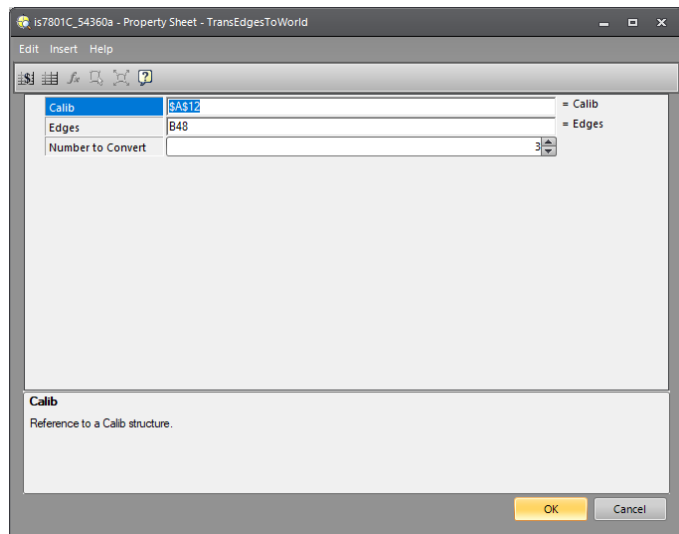 is7801C_54360a - Property Sheet - TransEdgesToWorld
Edit Insert Help
Calib $A$12 = Calib
Edges B48 = Edges
Number to Convert 3
Calib
Reference to a Calib structure.
OK Cancel